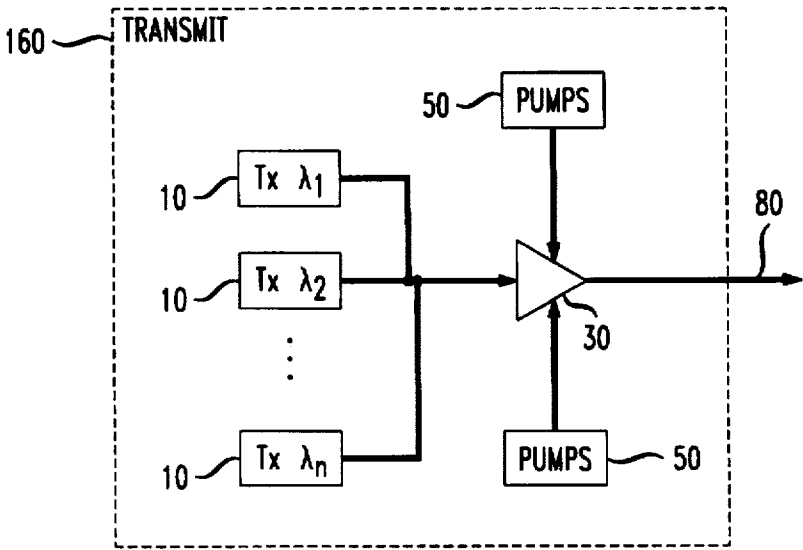 160
TRANSMIT
50
PUMPS
10
Tx λ1
80
10
Tx λ2
30
⋮
10
Tx λn
PUMPS
50